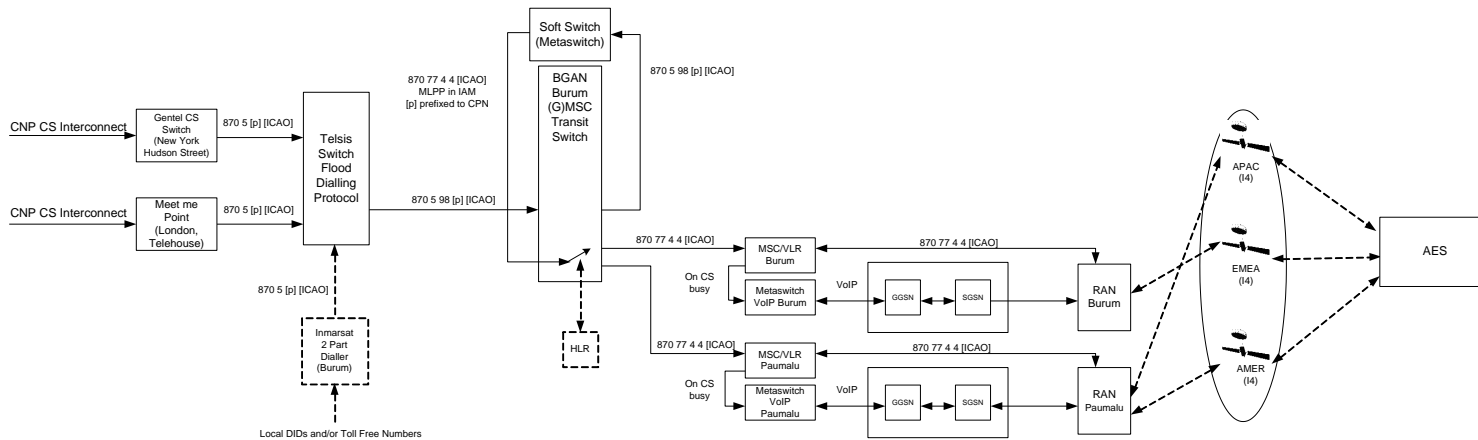 Soft Switch
(Metaswitch)
870 77 4 4 [ICAO]
MLPP in IAM
[p] prefixed to CPN
870 5 98 [p] [ICAO]
BGAN
Burum
(G)MSC
Transit
Switch
CNP CS Interconnect
Gentel CS
Switch
(New York
Hudson Street)
870 5 [p] [ICAO]
Telsis
Switch
Flood
Dialling
Protocol
CNP CS Interconnect
Meet me
Point
(London,
Telehouse)
870 5 [p] [ICAO]
870 5 98 [p] [ICAO]
870 5 [p] [ICAO]
Inmarsat
2 Part
Dialler
(Burum)
Local DIDs and/or Toll Free Numbers
HLR
870 77 4 4 [ICAO]
MSC/VLR
Burum
870 77 4 4 [ICAO]
On CS
busy
Metaswitch
VoIP Burum
VoIP
GGSN
SGSN
RAN
Burum
870 77 4 4 [ICAO]
MSC/VLR
Paumalu
870 77 4 4 [ICAO]
On CS
busy
Metaswitch
VoIP
Paumalu
VoIP
GGSN
SGSN
RAN
Paumalu
APAC
(I4)
EMEA
(I4)
AMER
(I4)
AES